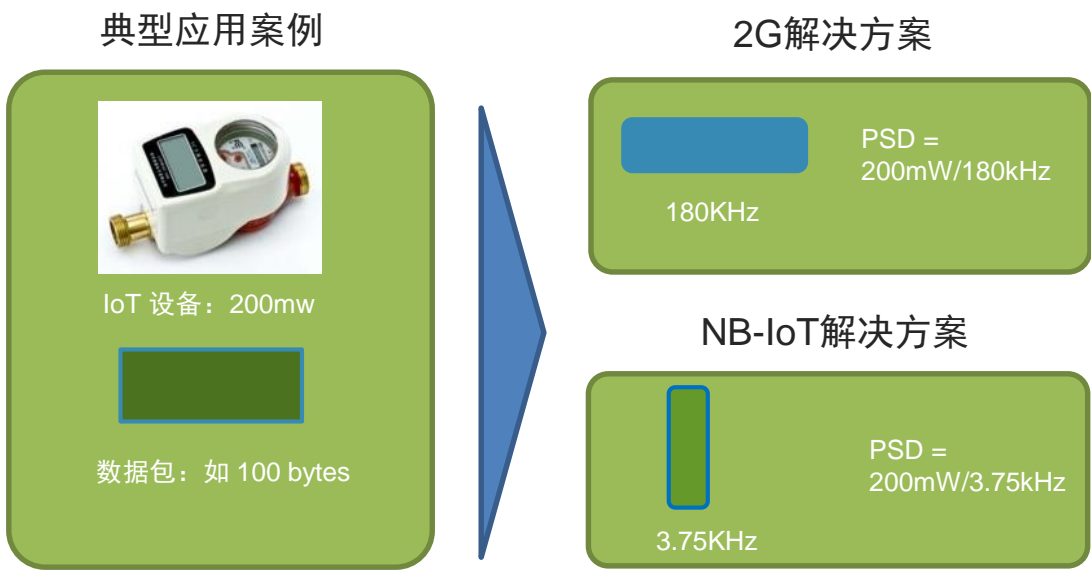 典型应用案例
IoT 设备：200mw
数据包：如 100 bytes
2G解决方案
180KHz
PSD =
200mW/180kHz
NB-IoT解决方案
3.75KHz
PSD =
200mW/3.75kHz